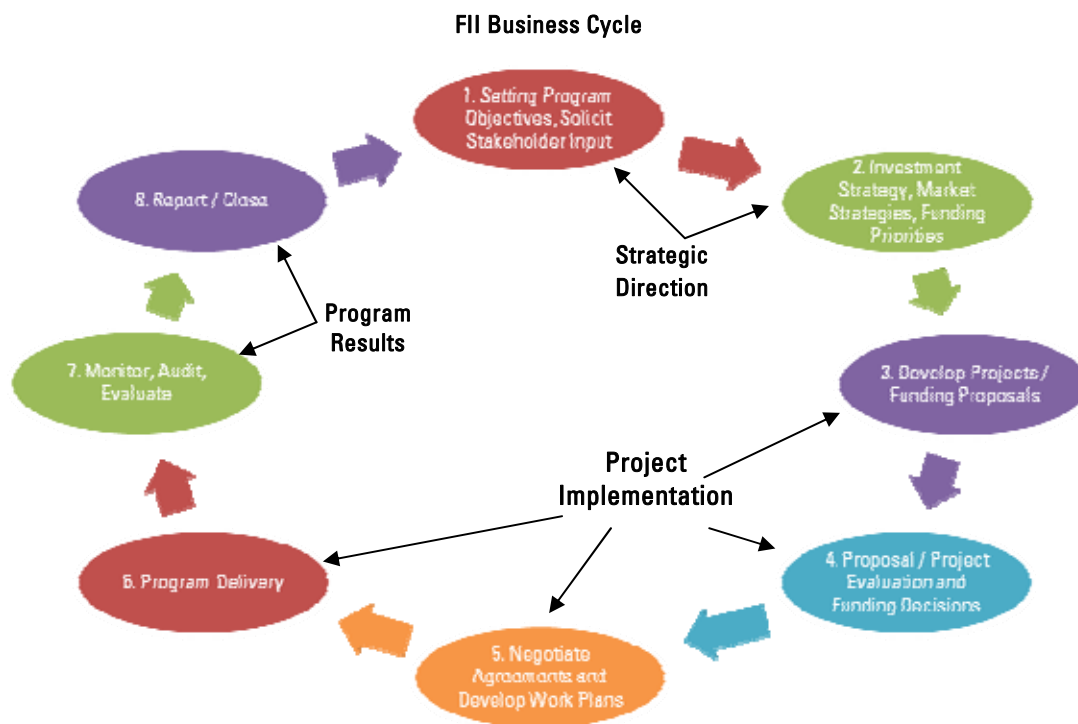 FII Business Cycle
1. Setting Program
Objectives, Solicit
Stakeholder Input
2. Investment
Strategy, Market
Strategies, Funding
Priorities
Strategic
Direction
3. Develop Projects /
Funding Proposals
4. Proposal / Project
Evaluation and
Funding Decisions
5. Negotiate
Agreements and
Develop Work Plans
6. Program Delivery
Project
Implementation
7. Monitor, Audit,
Evaluate
8. Report / Close
Program
Results